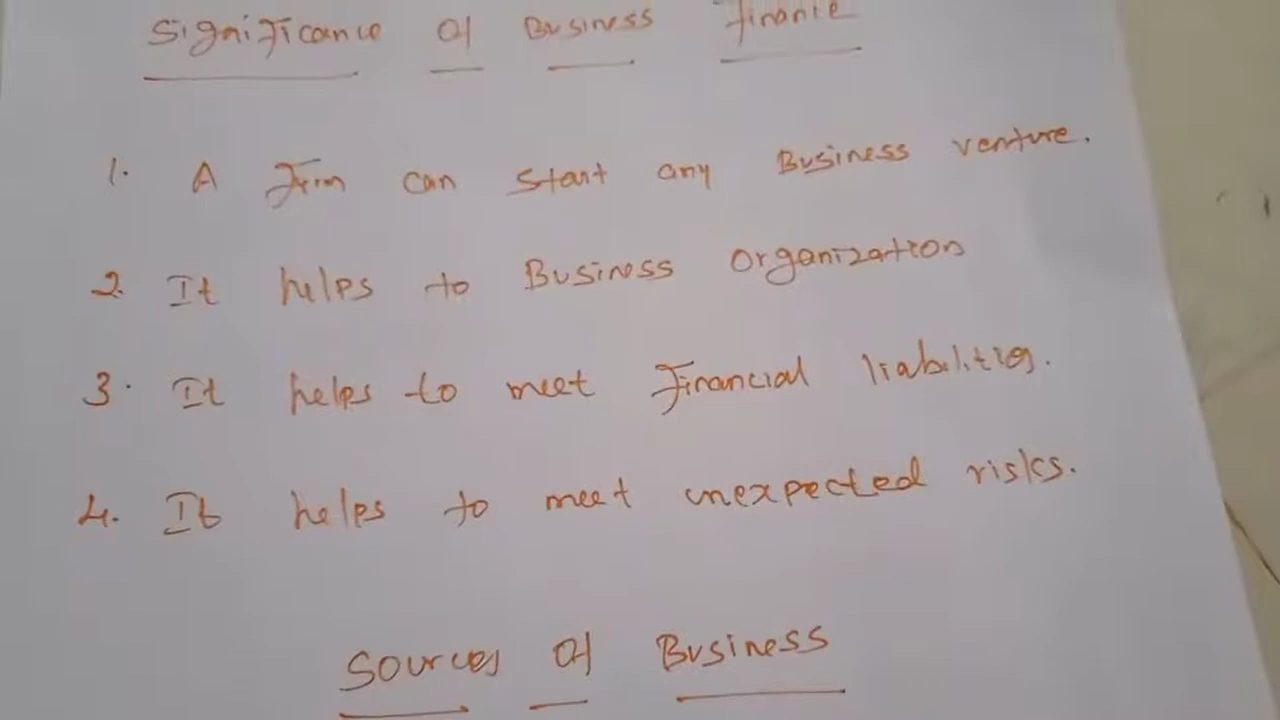 Significance Of Business Finance
1. A Firm can start any Business venture.
2. It helps to Business Organization
3. It helps to meet Financial liabilities.
4. It helps to meet unexpected risks.
Sources Of Business